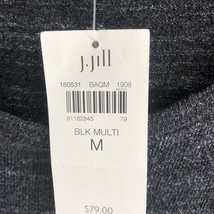 J.Jill
160531 BAQM 1908
91182845 79
BLK MULTI
M
$79.00